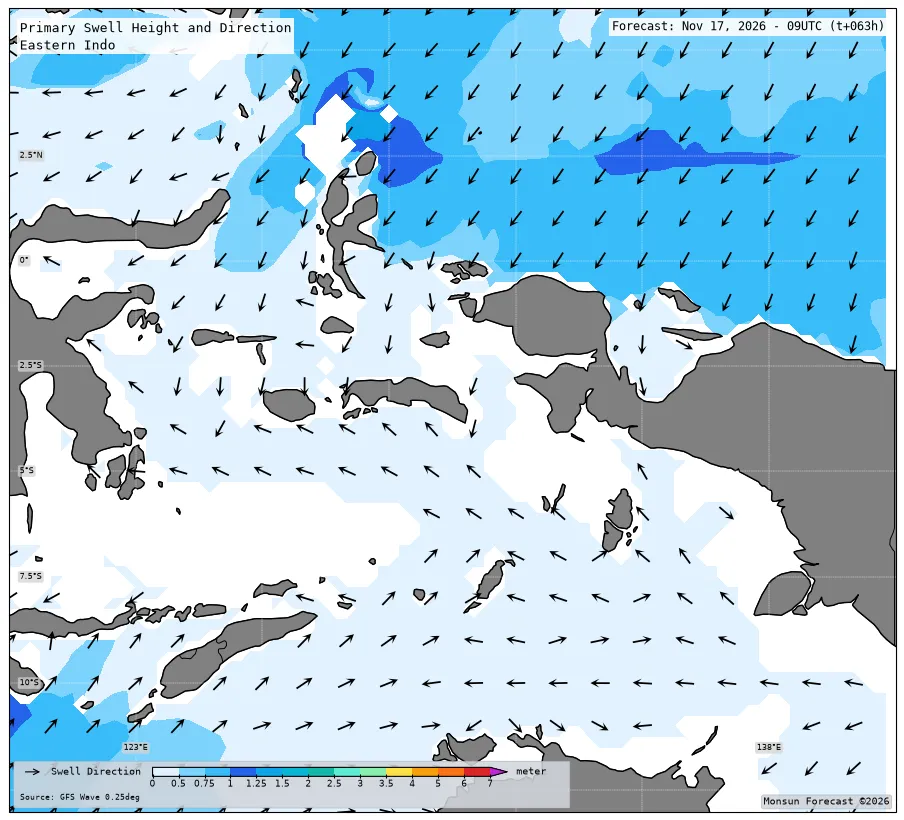 Primary Swell Height and Direction
Eastern Indo
Forecast: Nov 17, 2026 - 09UTC (t+063h)
2.5°N
0°
2.5°S
5°S
7.5°S
10°S
123°E
138°E
Swell Direction
meter
0 0.5 0.75 1 1.25 1.5 2 2.5 3 3.5 4 5 6 7
Source: GFS Wave 0.25deg
Monsun Forecast ©2026